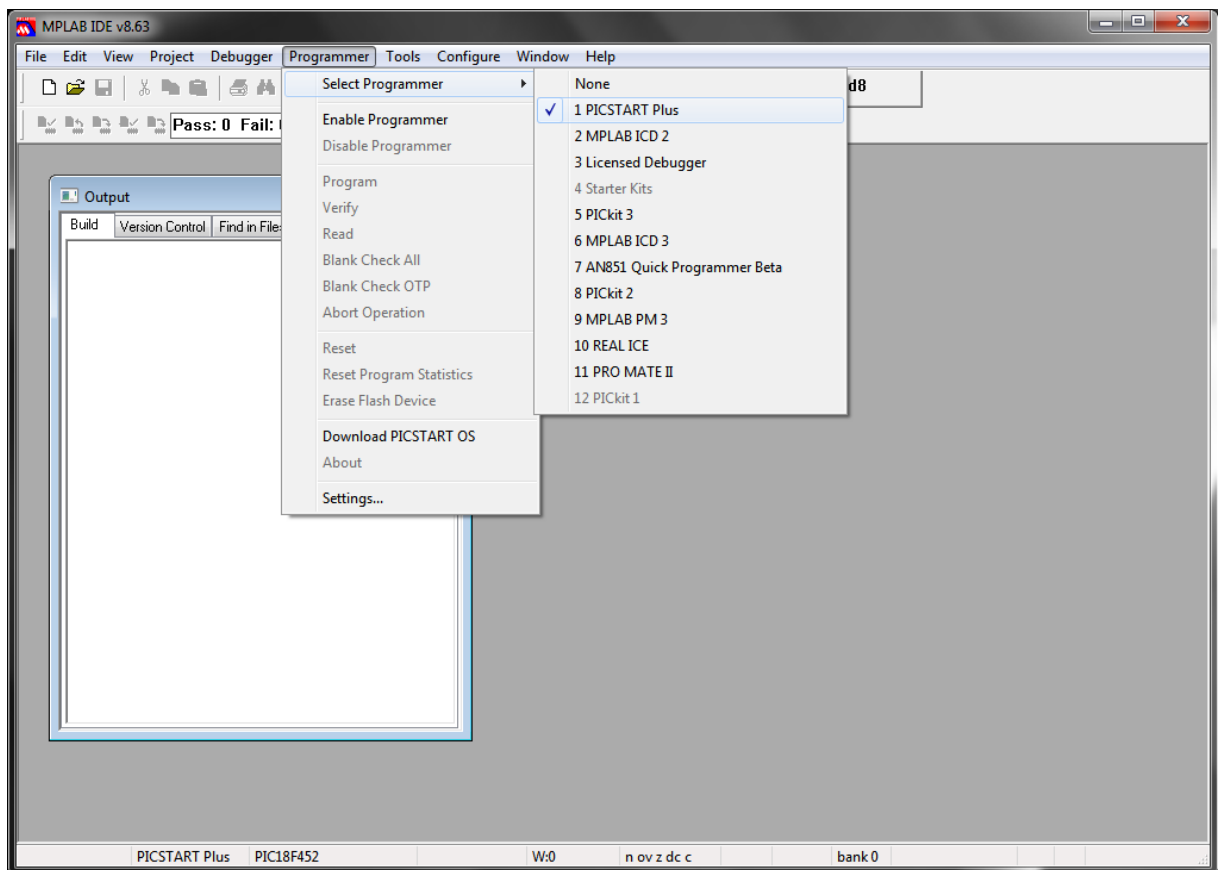 MPLAB IDE v8.63
File Edit View Project Debugger Programmer Tools Configure Window Help
d8
Pass: 0 Fail:
Select Programmer
Enable Programmer
Disable Programmer
Program
Verify
Read
Blank Check All
Blank Check OTP
Abort Operation
Reset
Reset Program Statistics
Erase Flash Device
Download PICSTART OS
About
Settings...
None
1 PICSTART Plus
2 MPLAB ICD 2
3 Licensed Debugger
4 Starter Kits
5 PICkit 3
6 MPLAB ICD 3
7 AN851 Quick Programmer Beta
8 PICkit 2
9 MPLAB PM 3
10 REAL ICE
11 PRO MATE II
12 PICkit 1
Output
Build Version Control Find in File
PICSTART Plus PIC18F452 W:0 n ov z dc c bank 0